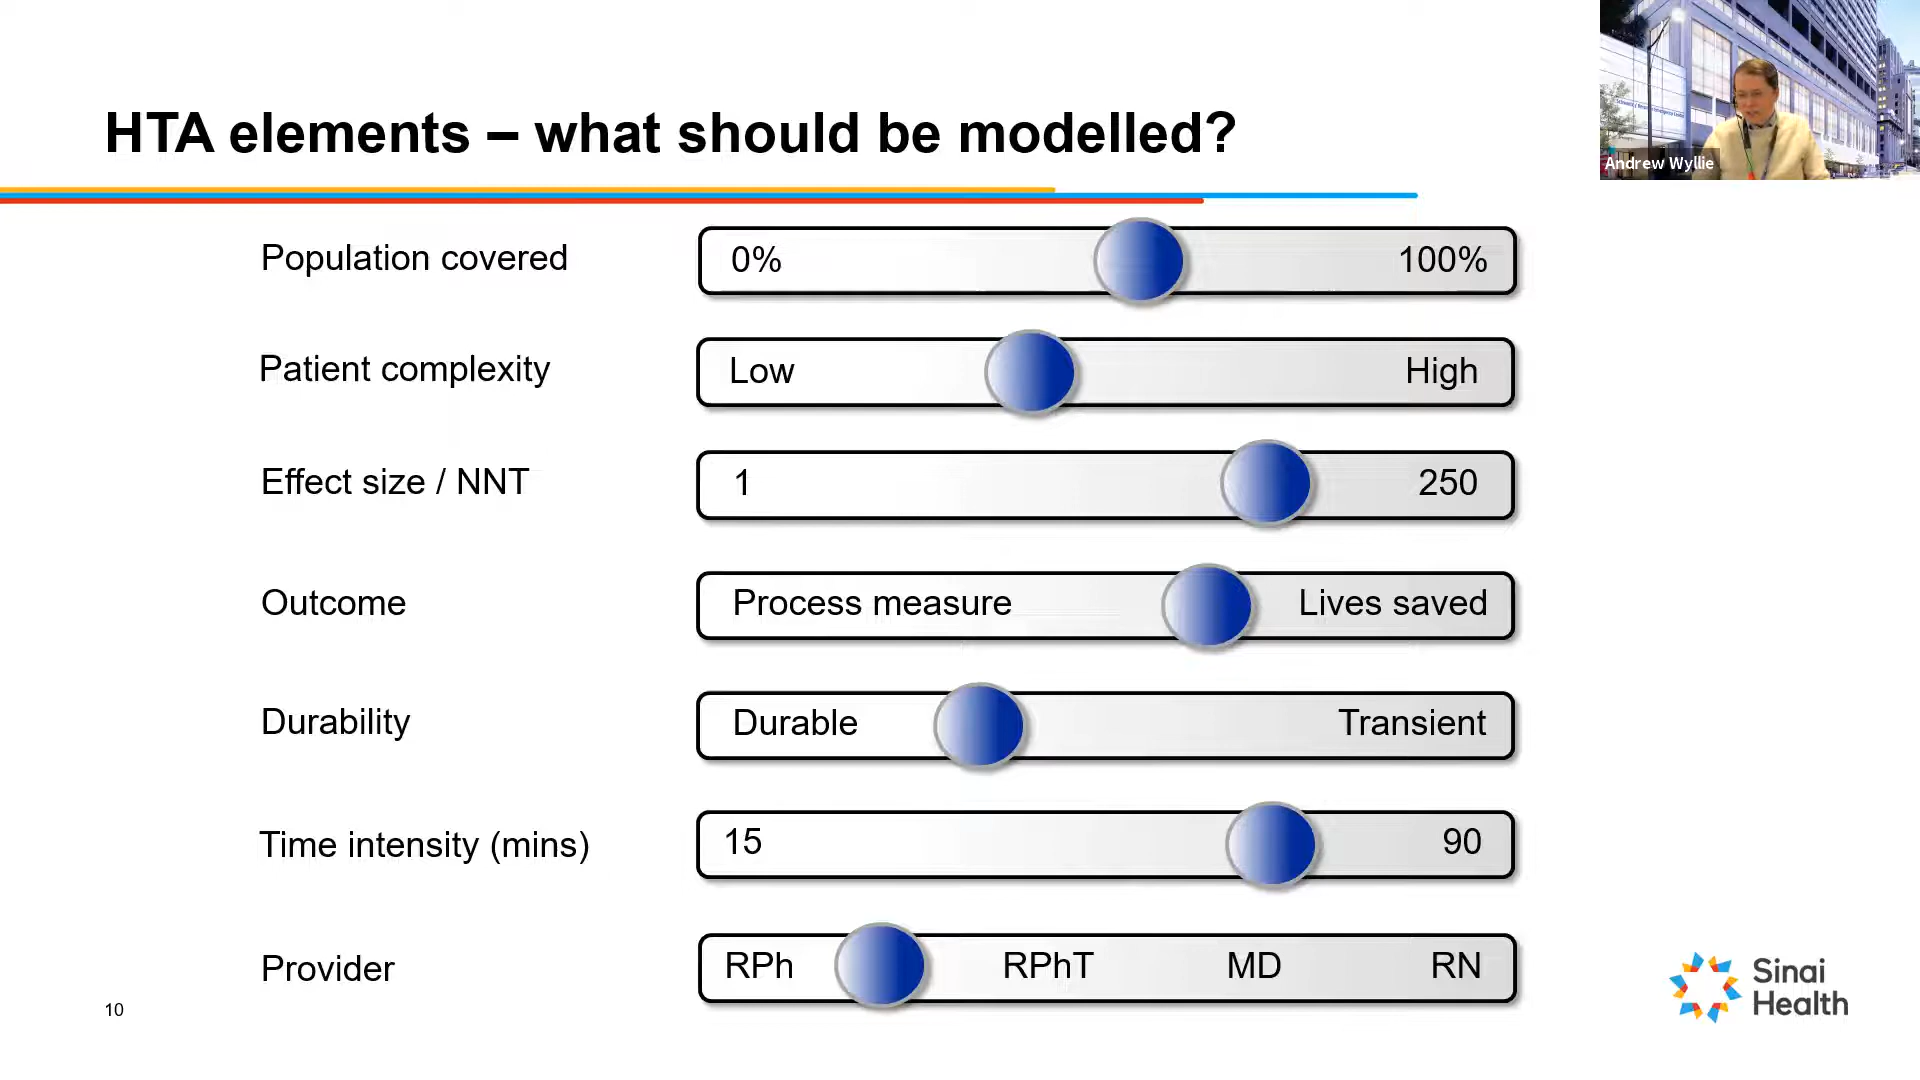 HTA elements – what should be modelled?
Andrew Wyllie
Population covered 0% 100%
Patient complexity Low High
Effect size / NNT 1 250
Outcome Process measure Lives saved
Durability Durable Transient
Time intensity (mins) 15 90
Provider RPh RPhT MD RN
10
Sinai
Health